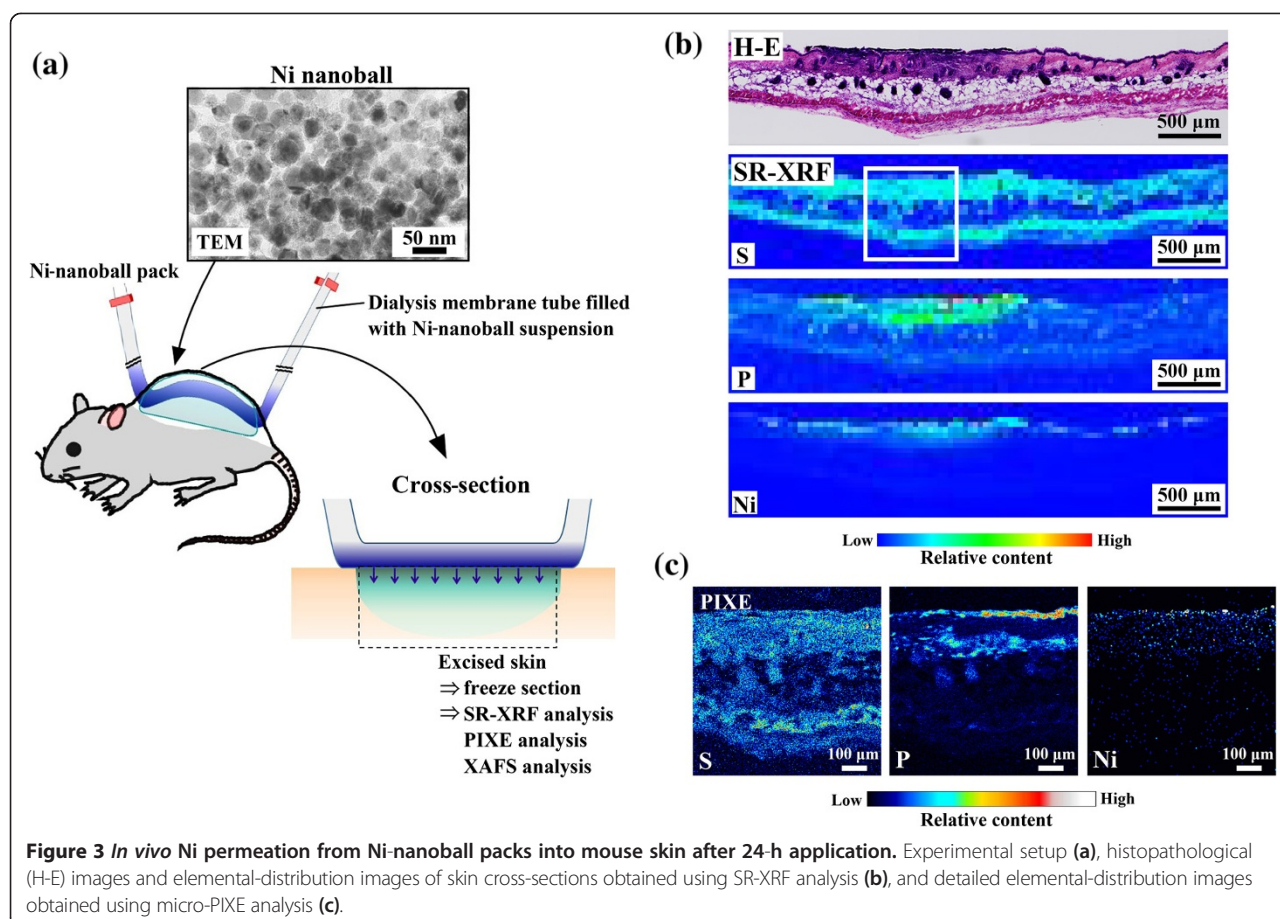 (a)
Ni nanoball
TEM
50 nm
Ni-nanoball pack
Dialysis membrane tube filled
with Ni-nanoball suspension
Cross-section
Excised skin
⇒ freeze section
⇒ SR-XRF analysis
PIXE analysis
XAFS analysis
(b)
H-E
500 µm
SR-XRF
S
500 µm
P
500 µm
Ni
500 µm
Low
High
Relative content
(c)
PIXE
S
100 µm
P
100 µm
Ni
100 µm
Low
High
Relative content
Figure 3 In vivo Ni permeation from Ni-nanoball packs into mouse skin after 24-h application. Experimental setup (a), histopathological
(H-E) images and elemental-distribution images of skin cross-sections obtained using SR-XRF analysis (b), and detailed elemental-distribution images
obtained using micro-PIXE analysis (c).